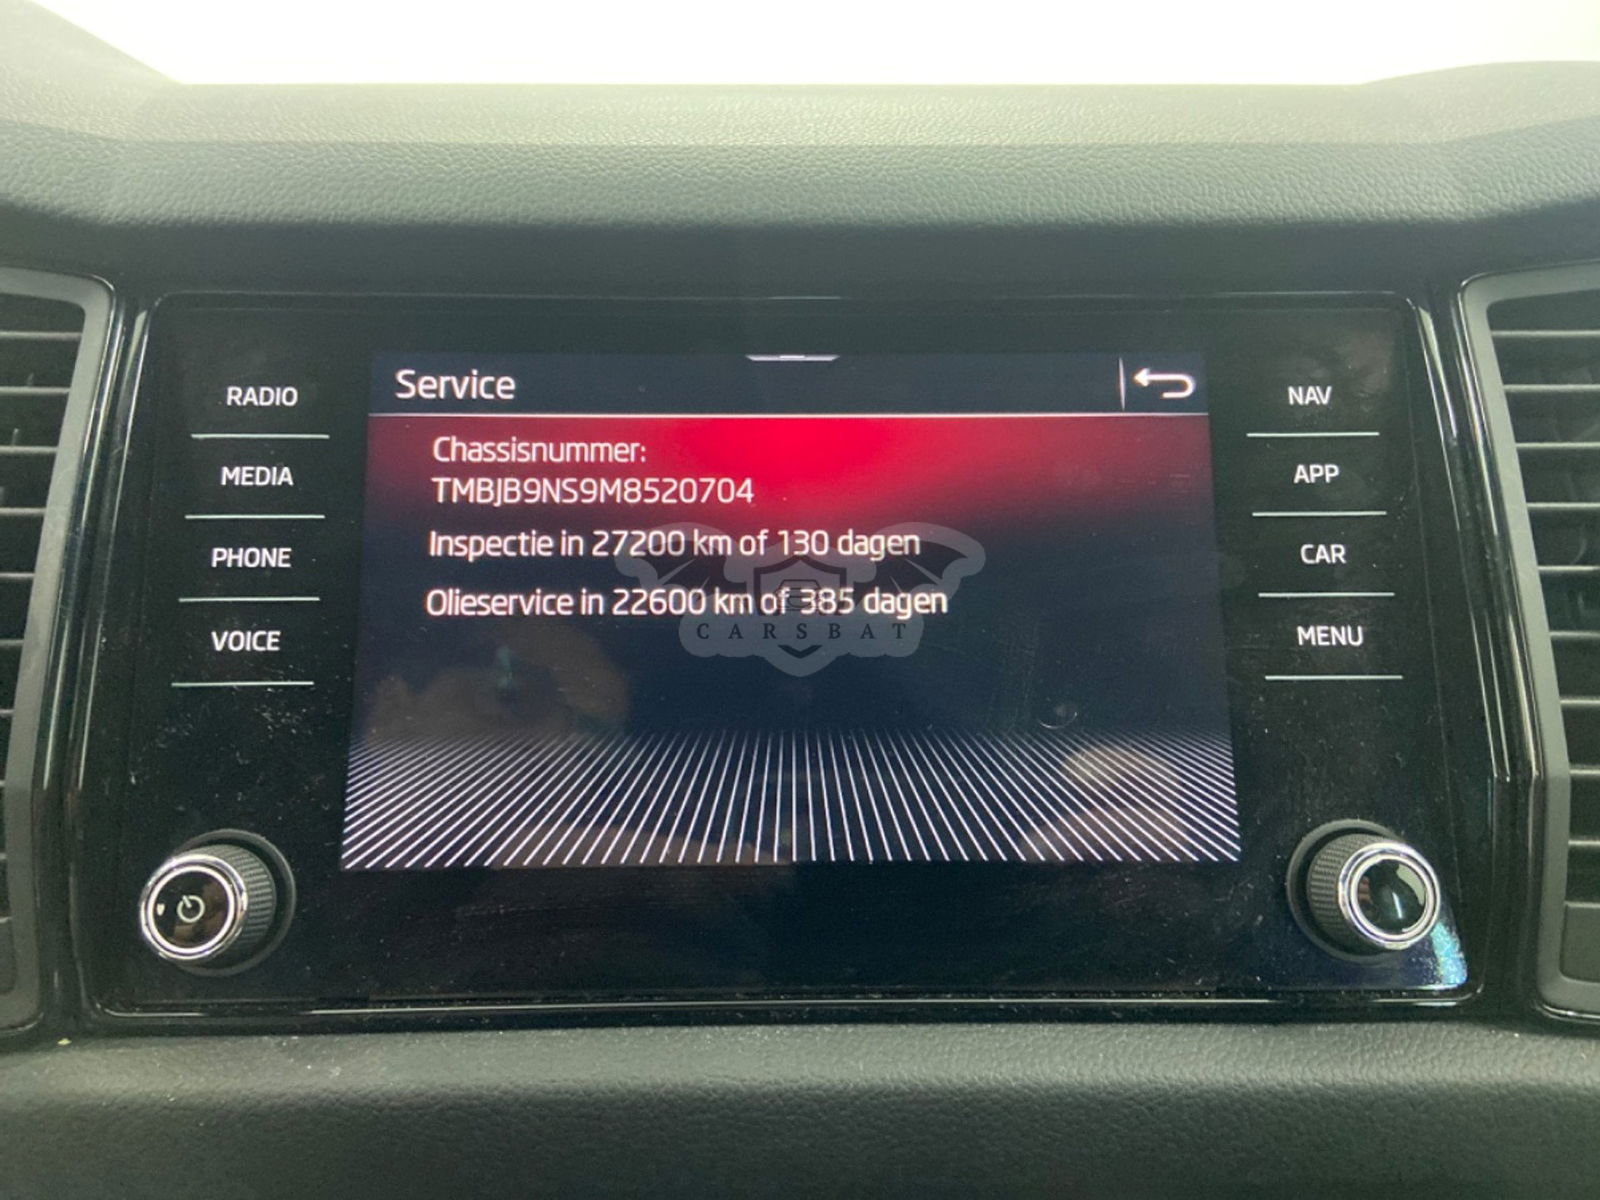 Service
RADIO
MEDIA
PHONE
VOICE
Chassisnummer:
TMBJB9NS9M8520704
Inspectie in 27200 km of 130 dagen
Olieservice in 22600 km of 385 dagen
CARSBAT
NAV
APP
CAR
MENU